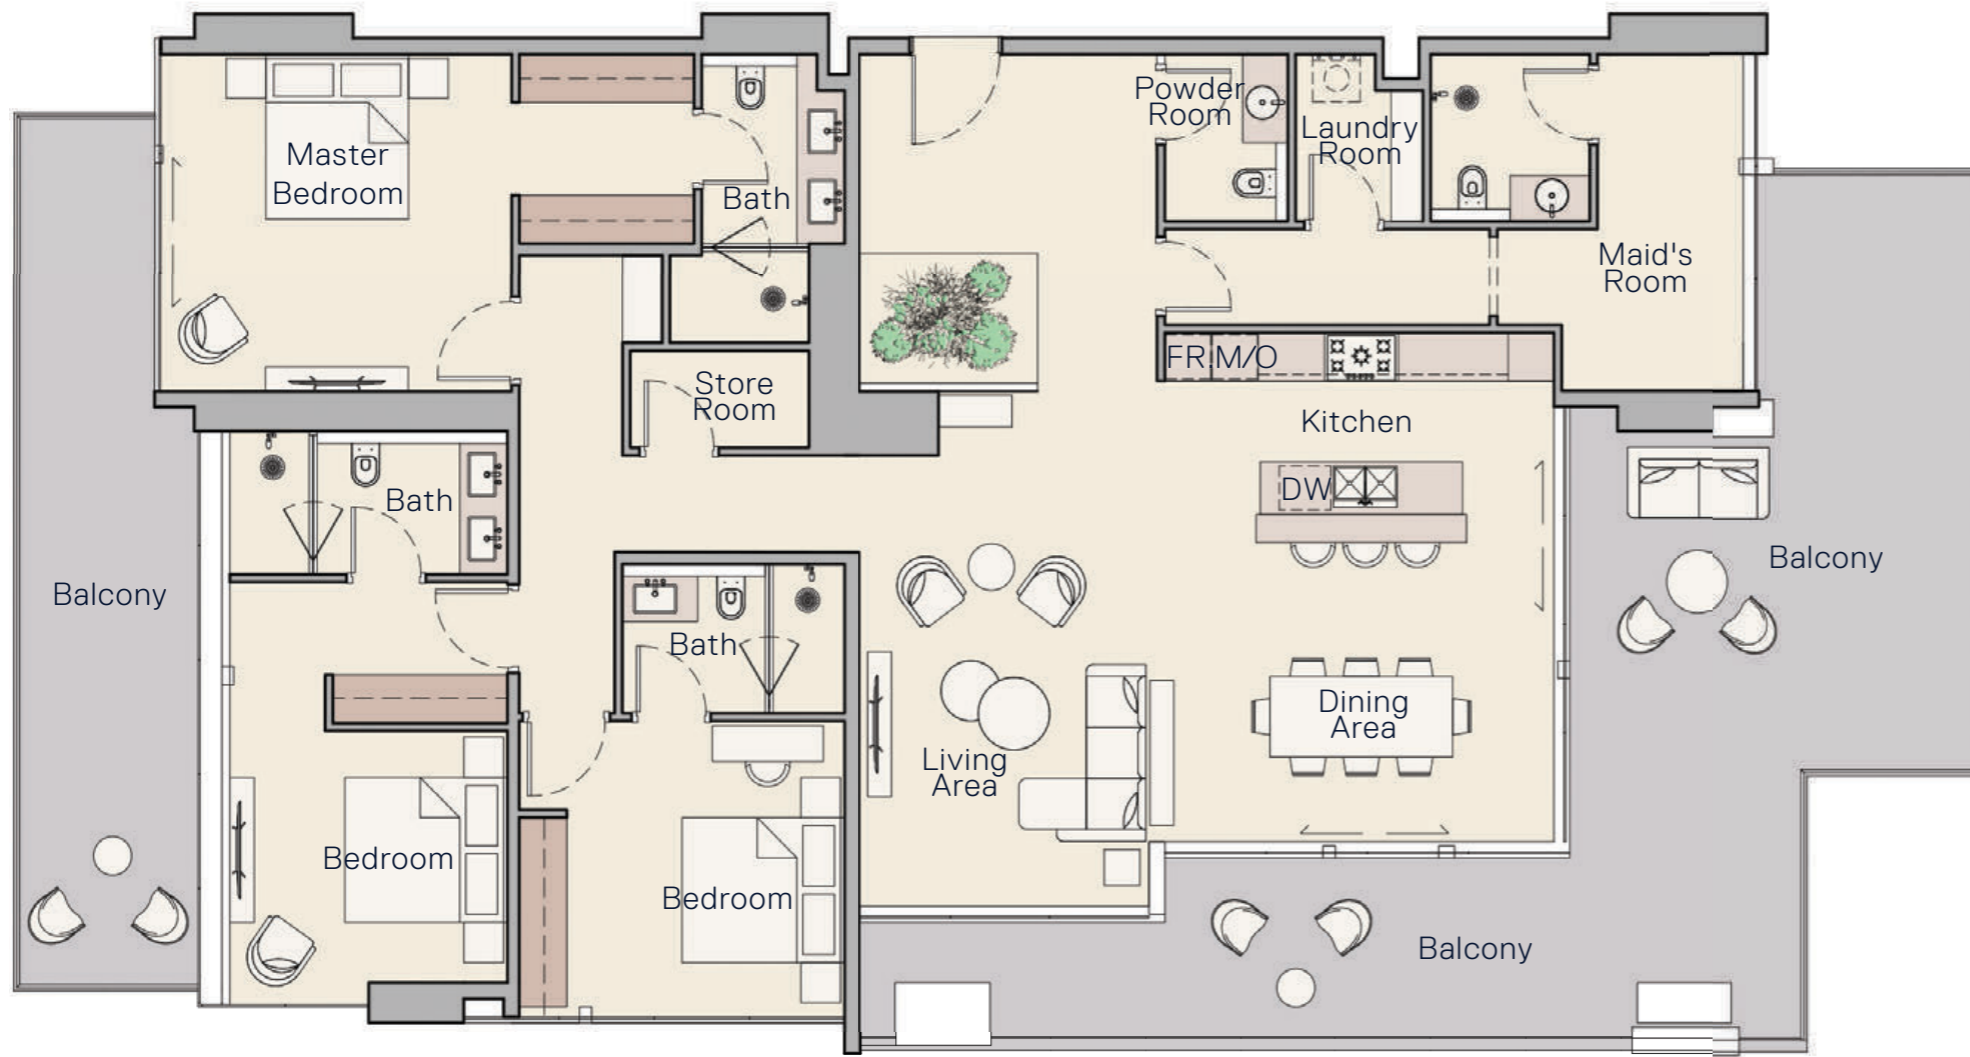 Powder
Room
Laundry
Room
Master
Bedroom
Bath
Maid's
Room
FR.
M/O
Store
Room
Kitchen
Bath
DW
Balcony
Balcony
Bath
Dining
Area
Living
Area
Bedroom
Bedroom
Balcony